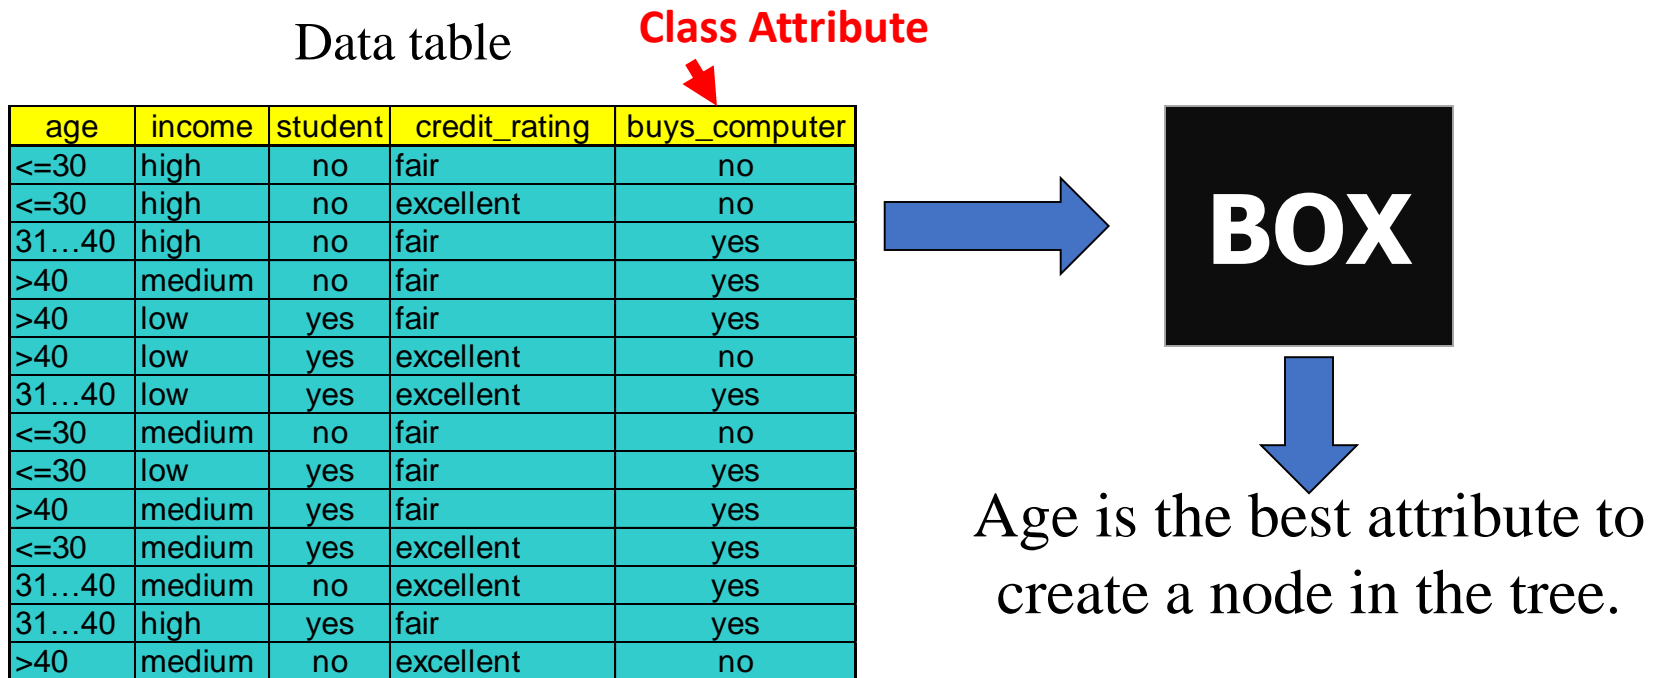 Data table
Class Attribute
age income student credit_rating buys_computer
<=30 high no fair no
<=30 high no excellent no
31…40 high no fair yes
>40 medium no fair yes
>40 low yes fair yes
>40 low yes excellent no
31…40 low yes excellent yes
<=30 medium no fair no
<=30 low yes fair yes
>40 medium yes fair yes
<=30 medium yes excellent yes
31…40 medium no excellent yes
31…40 high yes fair yes
>40 medium no excellent no
BOX
Age is the best attribute to
create a node in the tree.